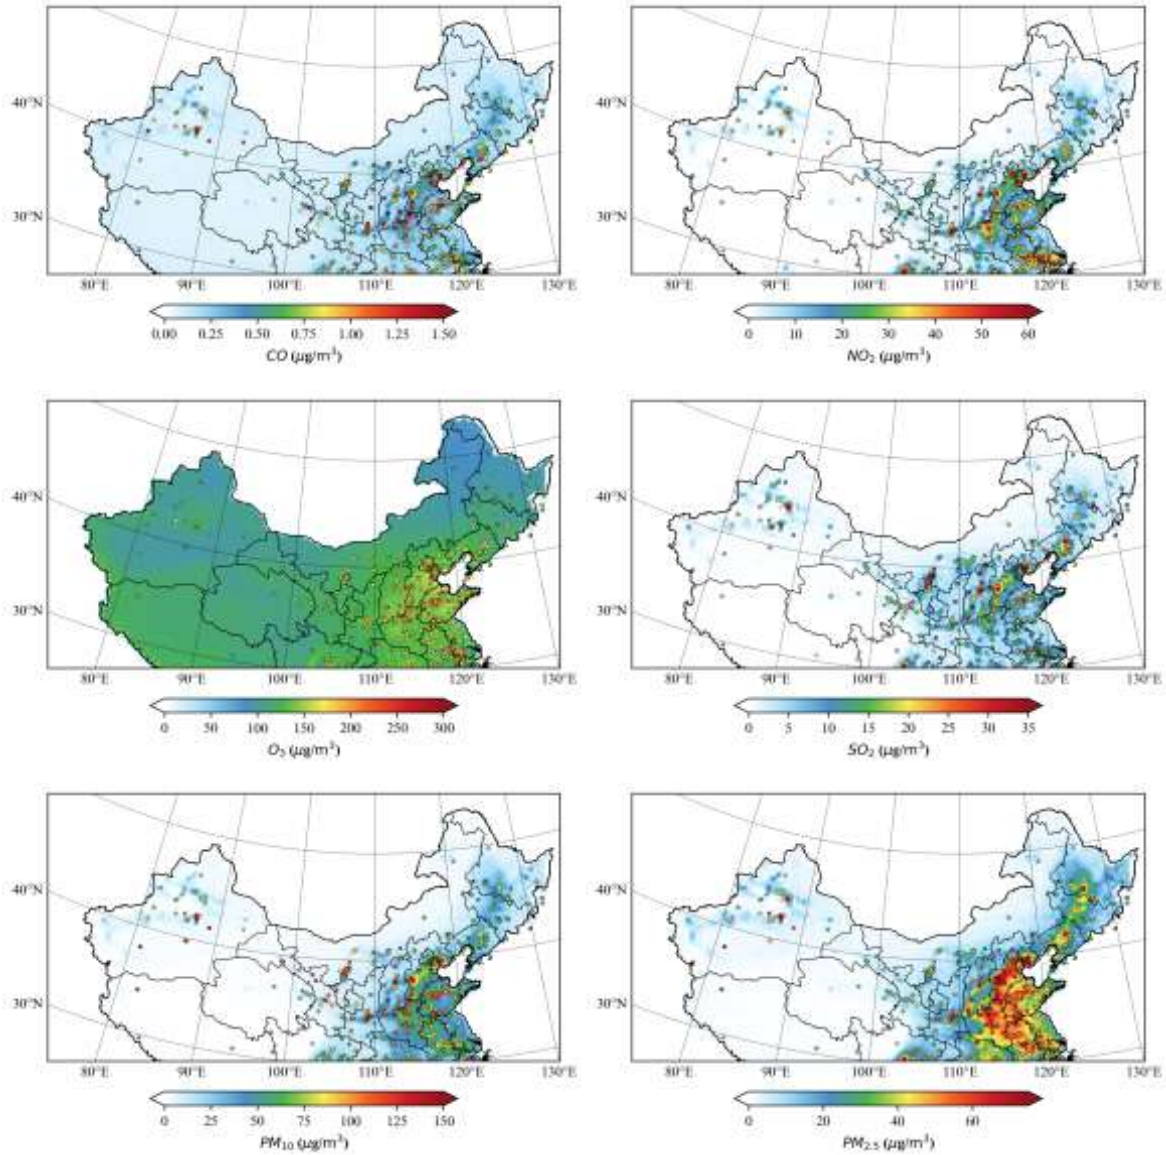 40°N 40°N
30°N 30°N
80°E 90°E 100°E 110°E 120°E 130°E 80°E 90°E 100°E 110°E 120°E 130°E
0.00 0.25 0.50 0.75 1.00 1.25 1.50 0 10 20 30 40 50 60
CO (μg/m³) NO₂ (μg/m³)
40°N 40°N
30°N 30°N
80°E 90°E 100°E 110°E 120°E 130°E 80°E 90°E 100°E 110°E 120°E 130°E
0 50 100 150 200 250 300 0 5 10 15 20 25 30 35
O₃ (μg/m³) SO₂ (μg/m³)
40°N 40°N
30°N 30°N
80°E 90°E 100°E 110°E 120°E 130°E 80°E 90°E 100°E 110°E 120°E 130°E
0 25 50 75 100 125 150 0 20 40 60
PM₁₀ (μg/m³) PM₂.₅ (μg/m³)